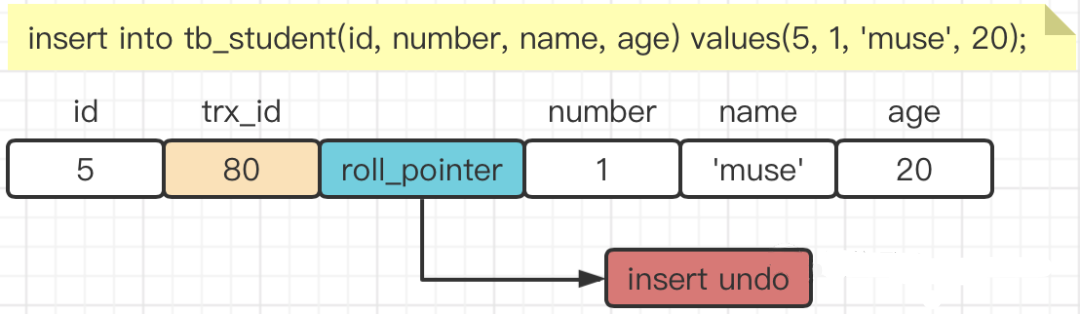 insert into tb_student(id, number, name, age) values(5, 1, 'muse', 20);
id trx_id number name age
5 80 roll_pointer 1 'muse' 20
insert undo